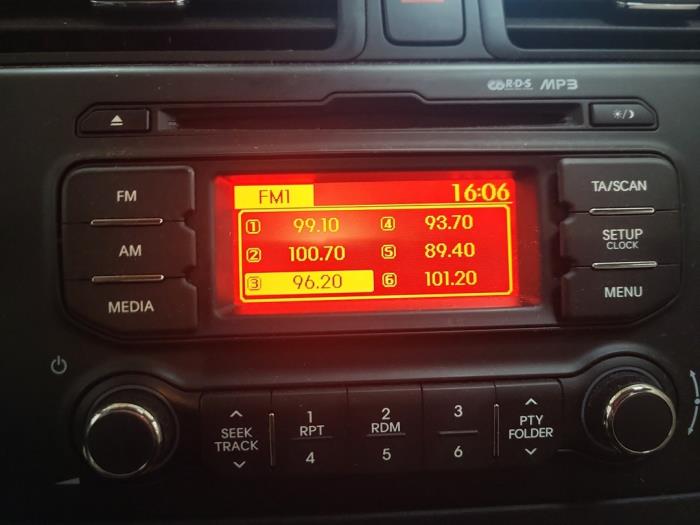 R·D·S MP3
FM
AM
MEDIA
FM1 16:06
1 99.10 4 93.70
2 100.70 5 89.40
3 96.20 6 101.20
TA/SCAN
SETUP
CLOCK
MENU
SEEK
TRACK
1
RPT
4
2
RDM
5
3
6
PTY
FOLDER